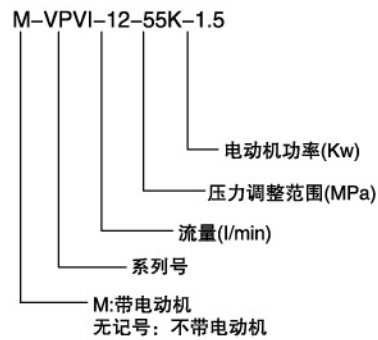 M-VPVI-12-55K-1.5
电动机功率(Kw)
压力调整范围(MPa)
流量(l/min)
系列号
M:带电动机
无记号：不带电动机